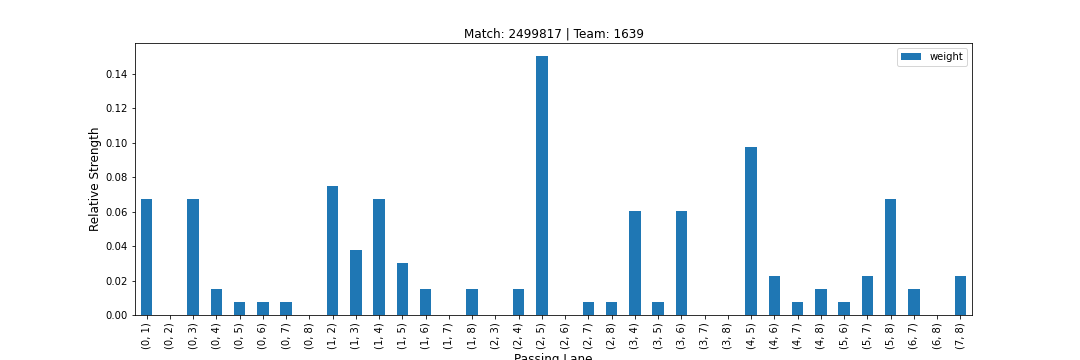 Match: 2499817 | Team: 1639
weight
Relative Strength
0.14
0.12
0.10
0.08
0.06
0.04
0.02
0.00
(0, 1) (0, 2) (0, 3) (0, 4) (0, 5) (0, 6) (0, 7) (0, 8) (1, 2) (1, 3) (1, 4) (1, 5) (1, 6) (1, 7) (1, 8) (2, 3) (2, 4) (2, 5) (2, 6) (2, 7) (2, 8) (3, 4) (3, 5) (3, 6) (3, 7) (3, 8) (4, 5) (4, 6) (4, 7) (4, 8) (5, 6) (5, 7) (5, 8) (6, 7) (6, 8) (7, 8)
Passing Lane